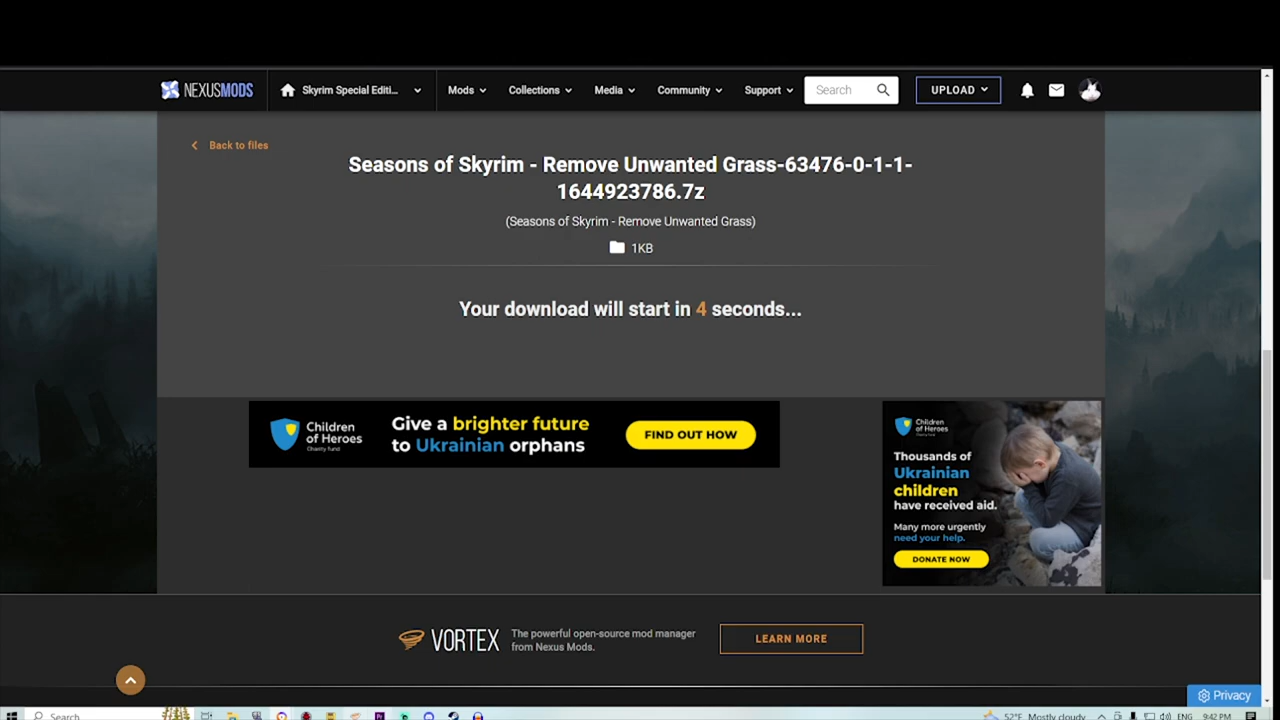 NEXUSMODS
Skyrim Special Editi...
Mods
Collections
Media
Community
Support
Search
UPLOAD
Back to files
Seasons of Skyrim - Remove Unwanted Grass-63476-0-1-1-
1644923786.7z
(Seasons of Skyrim - Remove Unwanted Grass)
1KB
Your download will start in 4 seconds...
Children
of Heroes
Charity fund
Give a brighter future
to Ukrainian orphans
FIND OUT HOW
Children
of Heroes
Charity fund
Thousands of
Ukrainian
children
have received aid.
Many more urgently
need your help.
DONATE NOW
VORTEX
The powerful open-source mod manager
from Nexus Mods.
LEARN MORE
Privacy
Search
52°F Mostly cloudy
ENG
9:42 PM